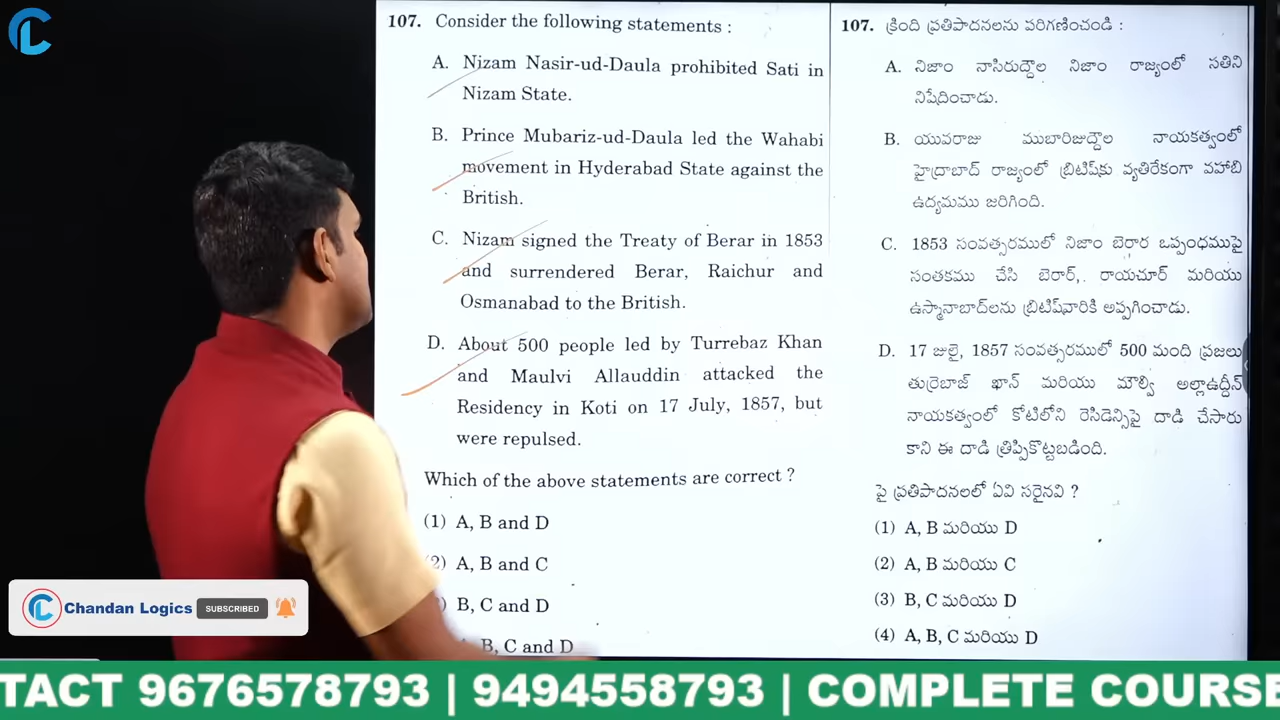 107. Consider the following statements :
A. Nizam Nasir-ud-Daula prohibited Sati in
Nizam State.
B. Prince Mubariz-ud-Daula led the Wahabi
movement in Hyderabad State against the
British.
C. Nizam signed the Treaty of Berar in 1853
and surrendered Berar, Raichur and
Osmanabad to the British.
D. About 500 people led by Turrebaz Khan
and Maulvi Allauddin attacked the
Residency in Koti on 17 July, 1857, but
were repulsed.
Which of the above statements are correct ?
(1) A, B and D
2) A, B and C
) B, C and D
B, C and D
107. క్రింది ప్రతిపాదనలను పరిగణించండి :
A. నిజాం నాసిరుద్దౌల నిజాం రాజ్యంలో సతిని
నిషేదించాడు.
B. యువరాజు ముబారిజుద్దౌల నాయకత్వంలో
హైద్రాబాద్ రాజ్యంలో బ్రిటీష్‌కు వ్యతిరేకంగా వహాబి
ఉద్యమము జరిగింది.
C. 1853 సంవత్సరములో నిజాం బెరార ఒప్పంధముపై
సంతకము చేసి బెరార్, రాయచూర్ మరియు
ఉస్మానాబాద్‌లను బ్రిటిష్‌వారికి అప్పగించాడు.
D. 17 జులై, 1857 సంవత్సరములో 500 మంది ప్రజలు
తుర్రెబాజ్ ఖాన్ మరియు మౌల్వి అల్లాఉద్దీన్
నాయకత్వంలో కోటిలోని రెసిడెన్సిపై దాడి చేసారు
కాని ఈ దాడి త్రిప్పికొట్టబడింది.
పై ప్రతిపాదనలలో ఏవి సరైనవి ?
(1) A, B మరియు D
(2) A, B మరియు C
(3) B, C మరియు D
(4) A, B, C మరియు D
Chandan Logics SUBSCRIBED
TACT 9676578793 | 9494558793 | COMPLETE COURSE